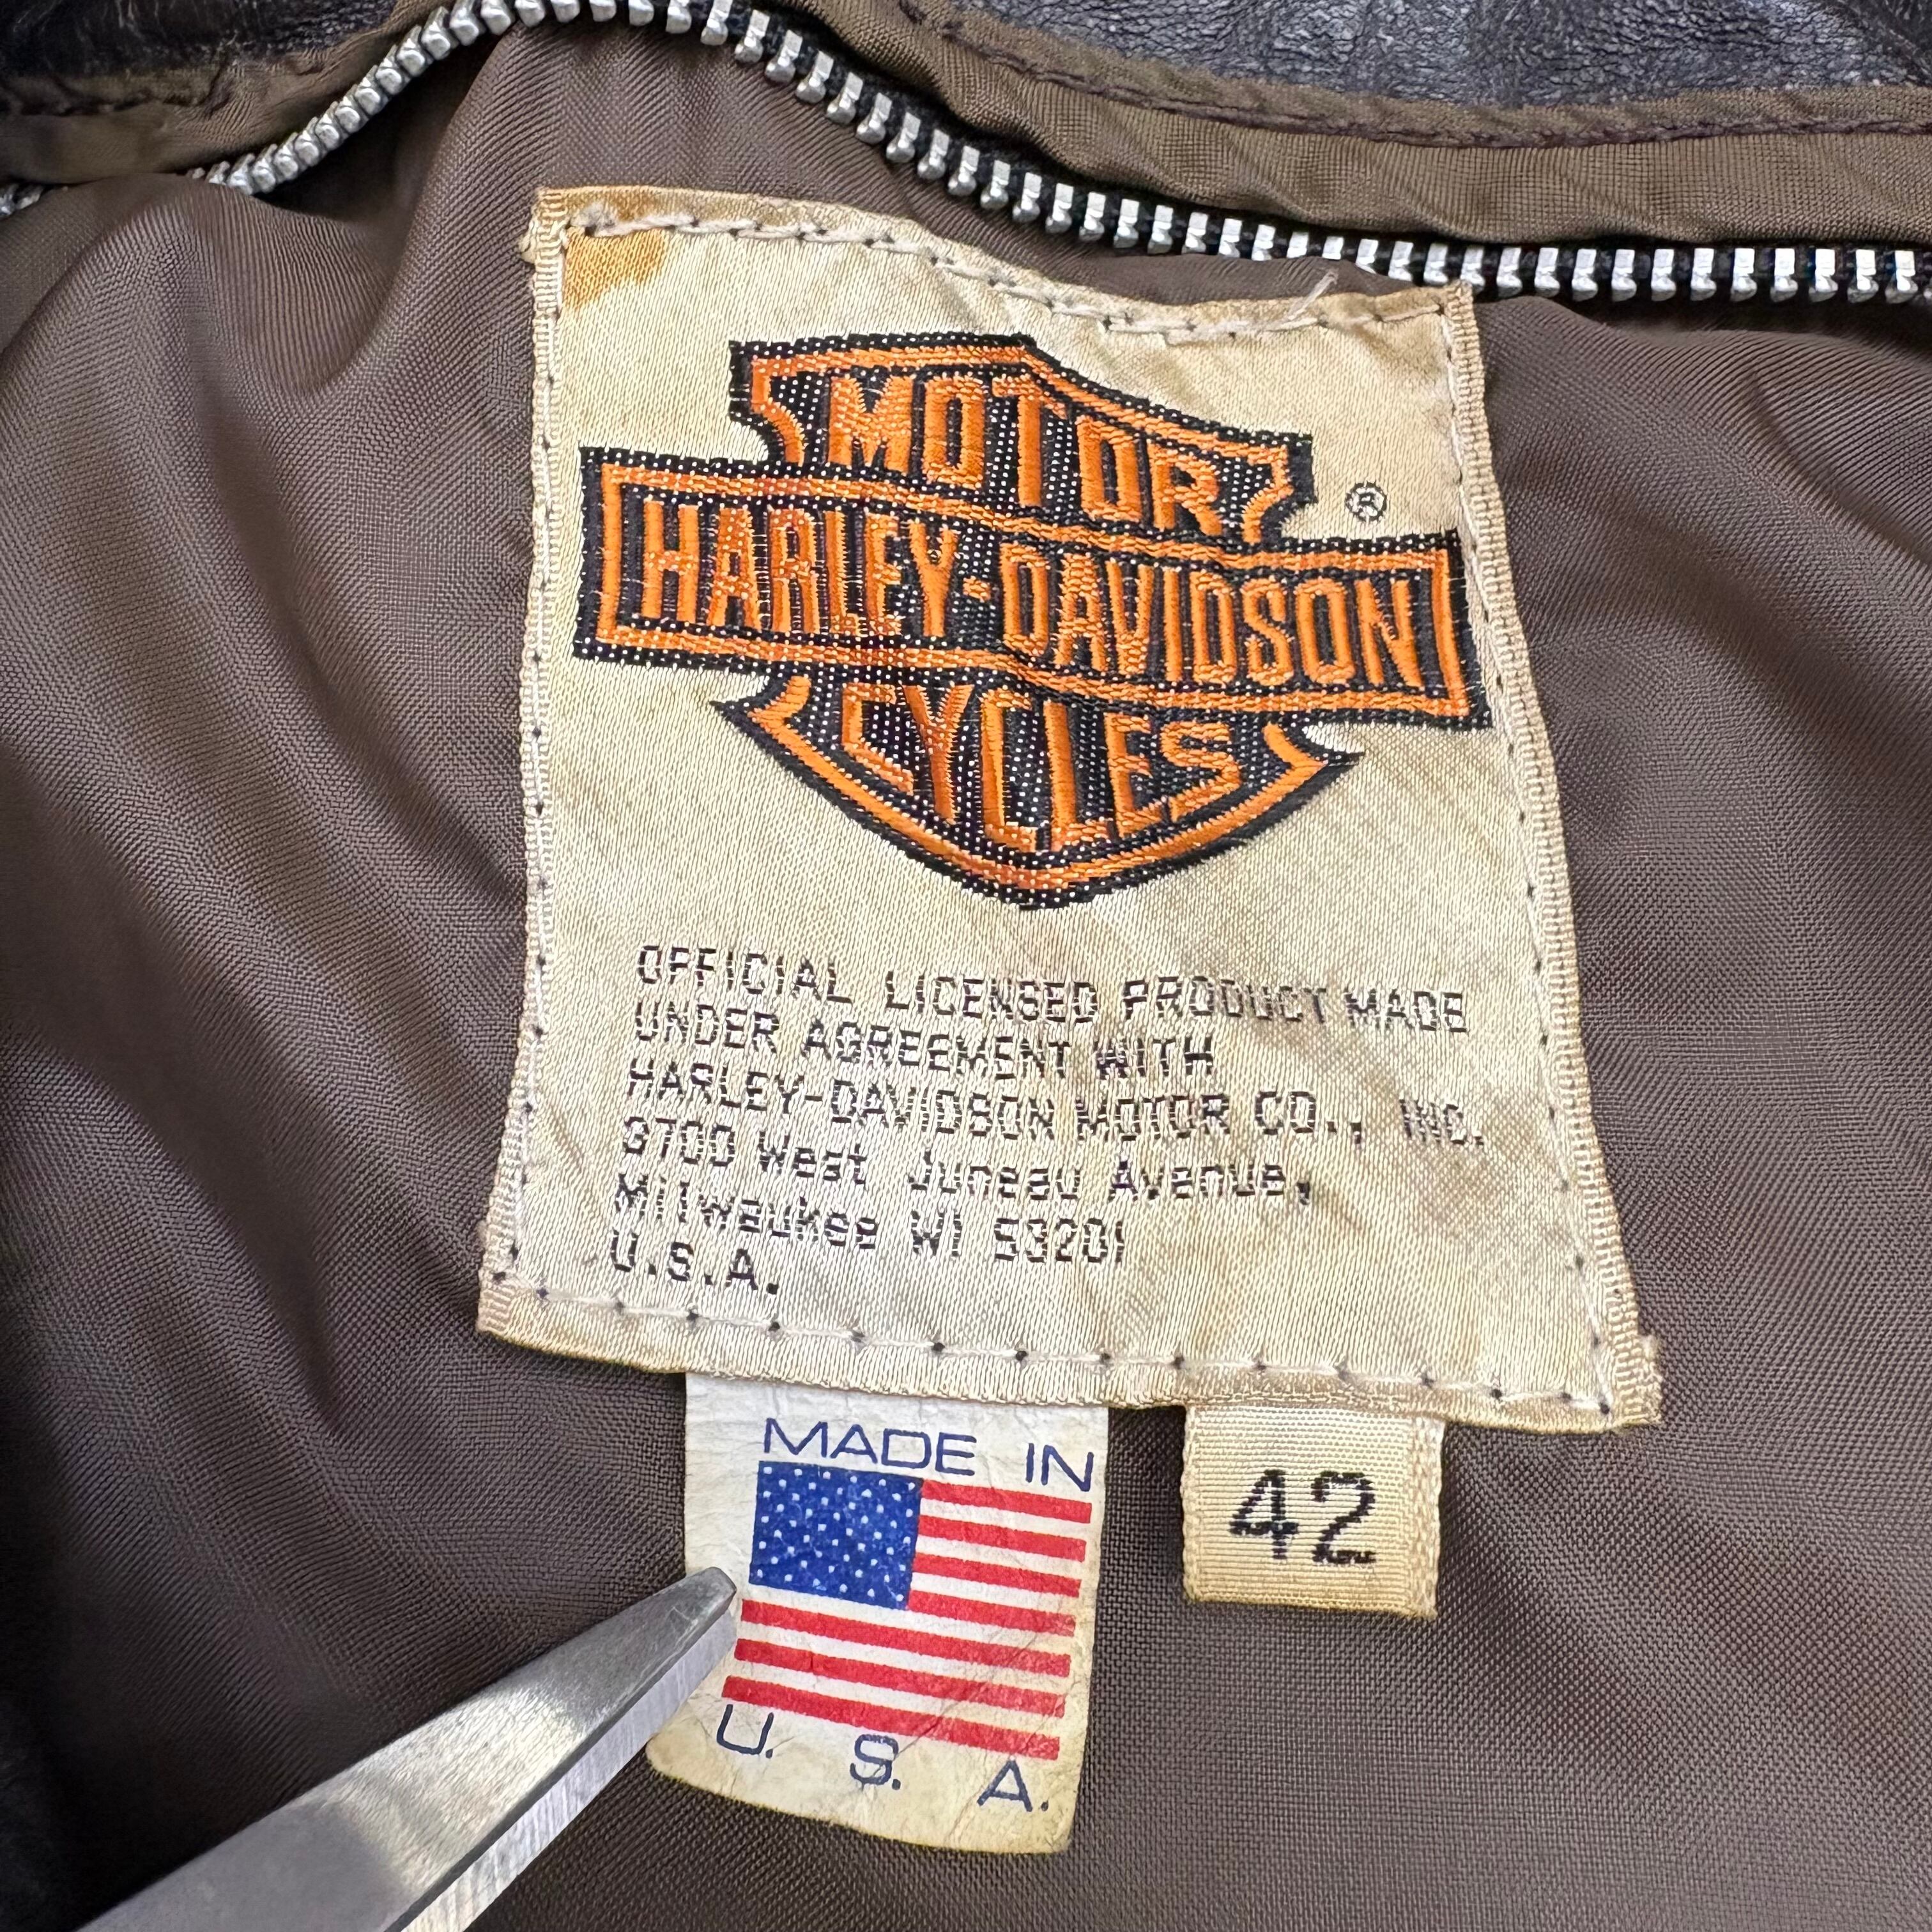 MOTOR
®
HARLEY-DAVIDSON
CYCLES
OFFICIAL LICENSED PRODUCT MADE
UNDER AGREEMENT WITH
HARLEY-DAVIDSON MOTOR CO., INC.
3700 West Juneau Avenue,
Milwaukee WI 53201
U.S.A.
MADE IN
U. S. A.
42